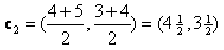 c₂ = (4+5/2, 3+4/2) = (4 1/2, 3 1/2)